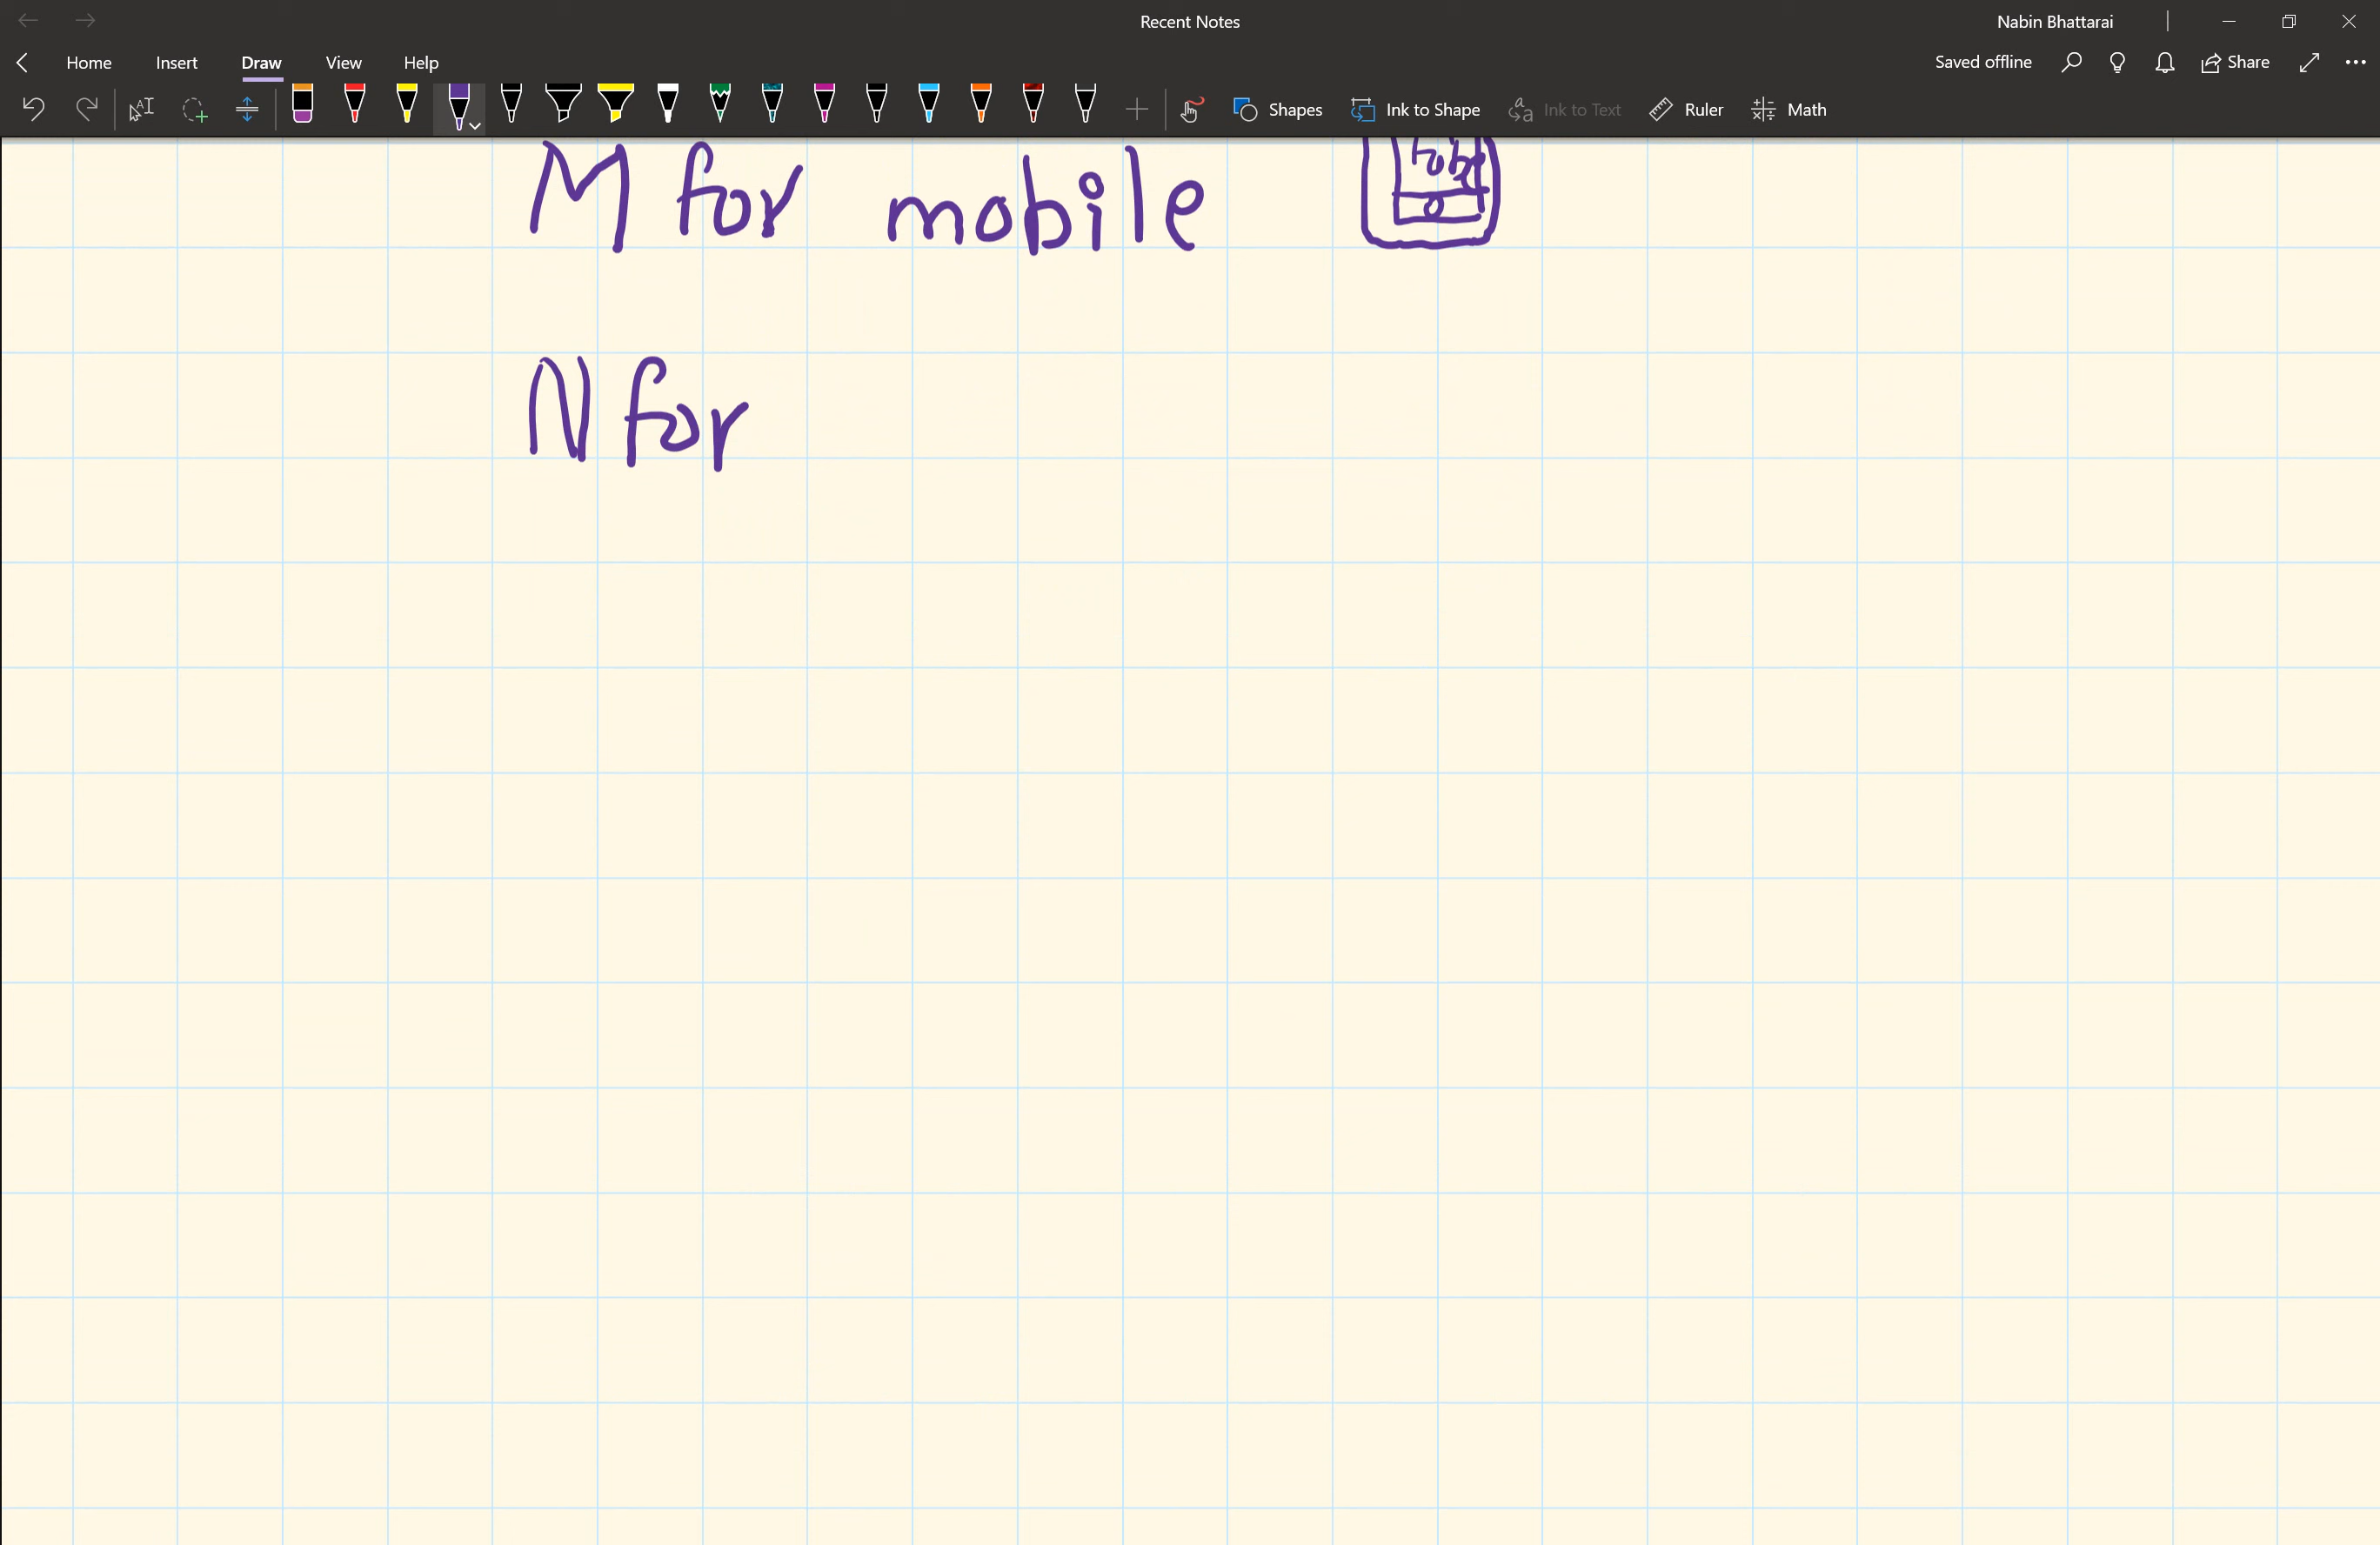 Recent Notes
Nabin Bhattarai
Home Insert Draw View Help
Saved offline
Share
Shapes
Ink to Shape
Ink to Text
Ruler
Math
M for mobile
N for